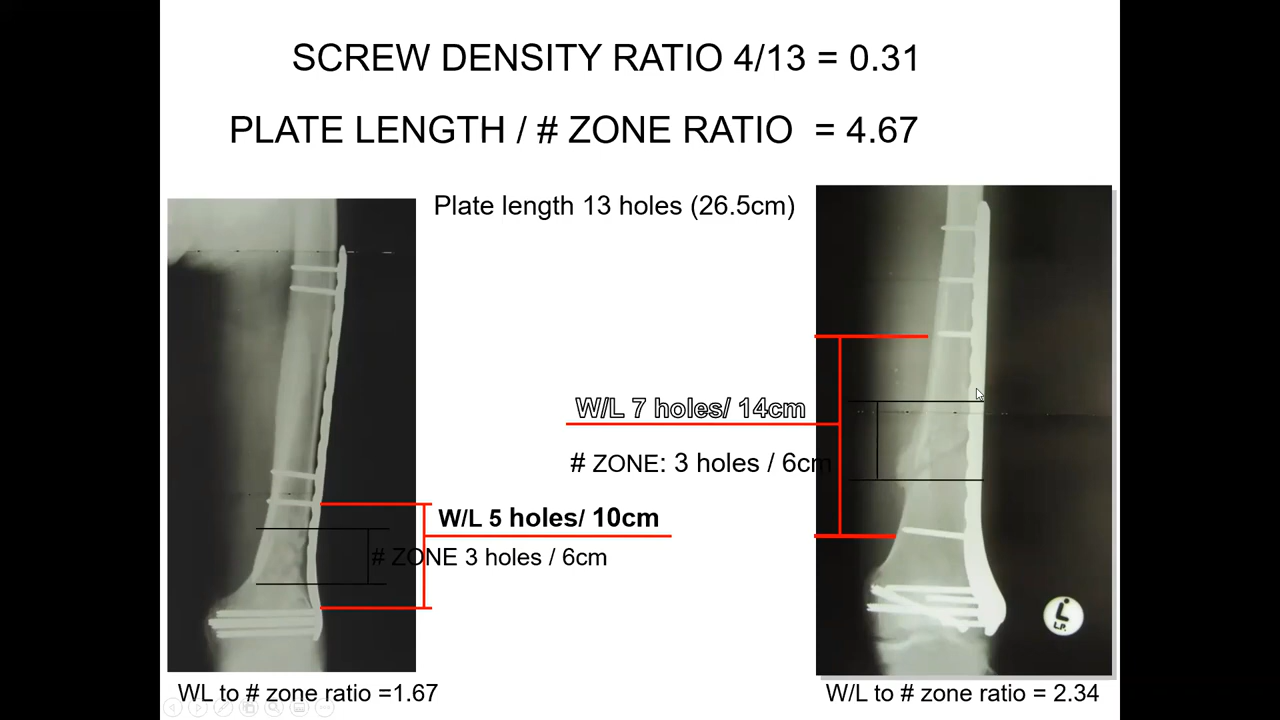 SCREW DENSITY RATIO 4/13 = 0.31
PLATE LENGTH / # ZONE RATIO = 4.67
Plate length 13 holes (26.5cm)
W/L 7 holes/ 14cm
# ZONE: 3 holes / 6cm
W/L 5 holes/ 10cm
# ZONE 3 holes / 6cm
L
L.P.
WL to # zone ratio =1.67
W/L to # zone ratio = 2.34